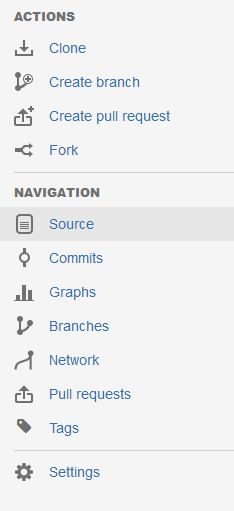 ACTIONS
Clone
Create branch
Create pull request
Fork
NAVIGATION
Source
Commits
Graphs
Branches
Network
Pull requests
Tags
Settings